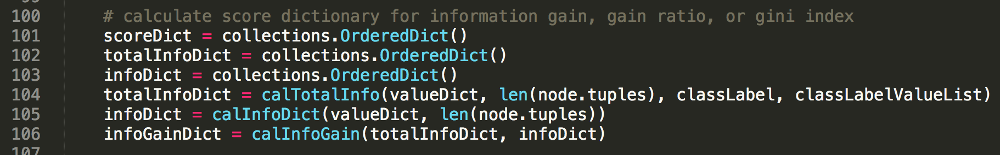 100 # calculate score dictionary for information gain, gain ratio, or gini index
101 scoreDict = collections.OrderedDict()
102 totalInfoDict = collections.OrderedDict()
103 infoDict = collections.OrderedDict()
104 totalInfoDict = calTotalInfo(valueDict, len(node.tuples), classLabel, classLabelValueList)
105 infoDict = calInfoDict(valueDict, len(node.tuples))
106 infoGainDict = calInfoGain(totalInfoDict, infoDict)
107